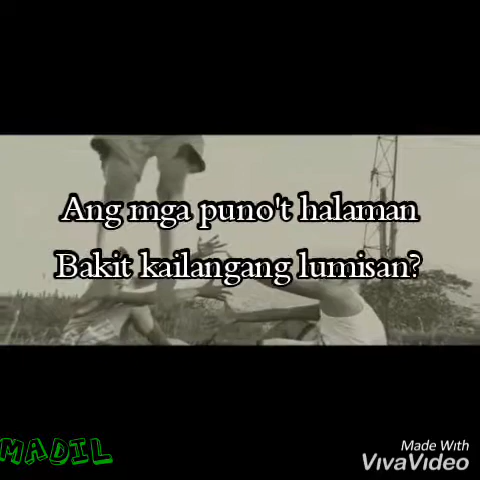 Ang mga puno't halaman
Bakit kailangang lumisan?
MADIL
Made With
VivaVideo